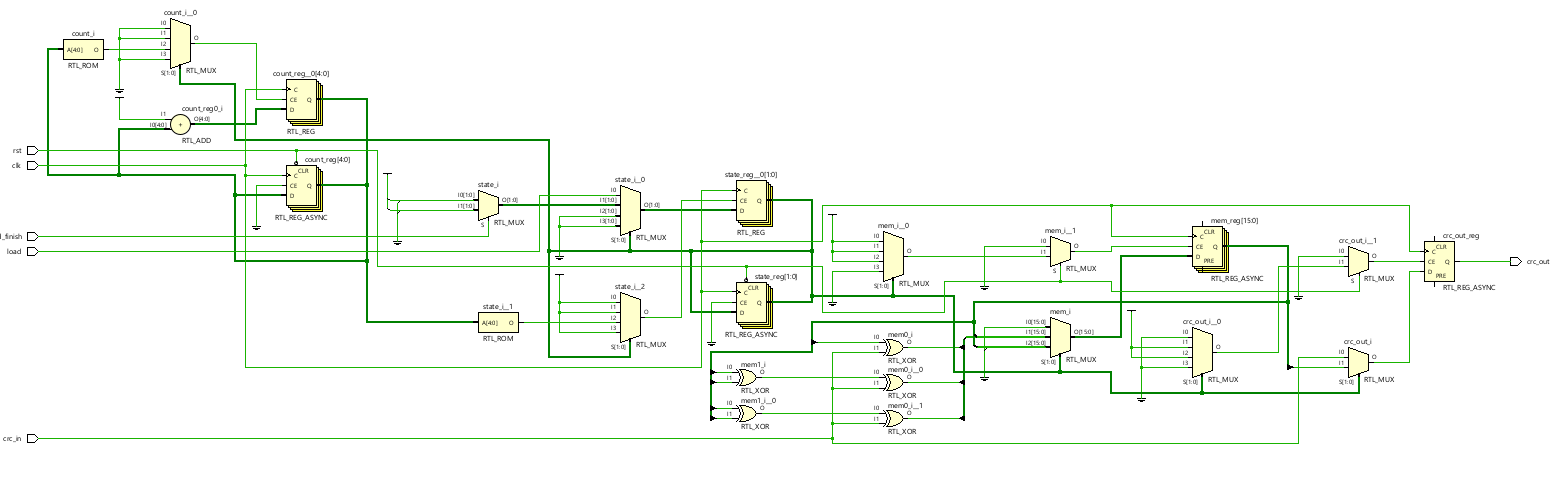 count_i
A[4:0] O
RTL_ROM
count_i__0
I0
I1
I2
I3
O
S[1:0]
RTL_MUX
count_reg__0[4:0]
C
CE Q
D
RTL_REG
count_reg0_i
I1
I0[4:0]
+
O[4:0]
RTL_ADD
rst
clk
count_reg[4:0]
CLR
C
CE Q
D
RTL_REG_ASYNC
l_finish
load
state_i
I0[1:0]
I1[1:0]
O[1:0]
S
RTL_MUX
state_i__0
I0
I1[1:0]
I2[1:0]
I3[1:0]
O[1:0]
S[1:0]
RTL_MUX
state_reg__0[1:0]
C
CE Q
D
RTL_REG
state_i__1
A[4:0] O
RTL_ROM
state_i__2
I0
I1
I2
I3
O
S[1:0]
RTL_MUX
state_reg[1:0]
CLR
C
CE Q
D
RTL_REG_ASYNC
mem_i__0
I0
I1
I2
I3
O
S[1:0]
RTL_MUX
mem_i__1
I0
I1
O
S
RTL_MUX
mem_reg[15:0]
CLR
C
CE Q
D
PRE
RTL_REG_ASYNC
mem_i
I0[15:0]
I1[15:0]
I2[15:0]
O[15:0]
S[1:0]
RTL_MUX
mem0_i
I0
I1
O
RTL_XOR
mem1_i
I0
I1
O
RTL_XOR
mem0_i__0
I0
I1
O
RTL_XOR
mem1_i__0
I0
I1
O
RTL_XOR
mem0_i__1
I0
I1
O
RTL_XOR
crc_in
crc_out_i__0
I0
I1
I2
I3
O
S[1:0]
RTL_MUX
crc_out_i__1
I0
I1
O
S
RTL_MUX
crc_out_i
I0
I1
O
S[1:0]
RTL_MUX
crc_out_reg
CLR
C
CE Q
D
PRE
RTL_REG_ASYNC
crc_out